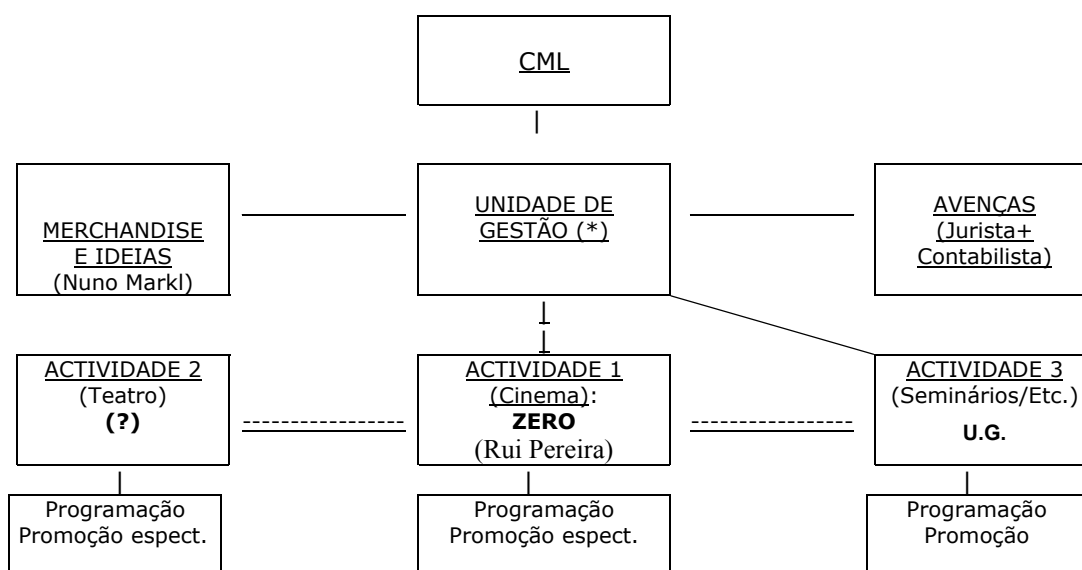 CML
MERCHANDISE
E IDEIAS
(Nuno Markl)
UNIDADE DE
GESTÃO (*)
AVENÇAS
(Jurista+
Contabilista)
ACTIVIDADE 2
(Teatro)
(?)
ACTIVIDADE 1
(Cinema):
ZERO
(Rui Pereira)
ACTIVIDADE 3
(Seminários/Etc.)
U.G.
Programação
Promoção espect.
Programação
Promoção espect.
Programação
Promoção